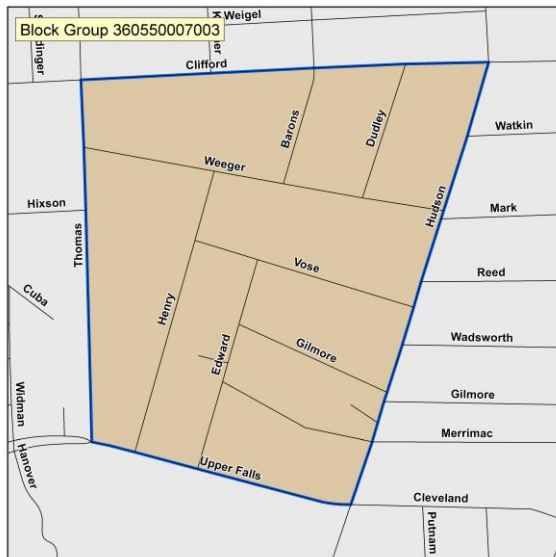 Block Group 360550007003
Weigel
Clifford
Barons
Dudley
Watkin
Weeger
Hixson
Thomas
Hudson
Mark
Vose
Reed
Cuba
Henry
Edward
Gilmore
Wadsworth
Widman
Gilmore
Merrimac
Hanover
Upper Falls
Cleveland
Putnam